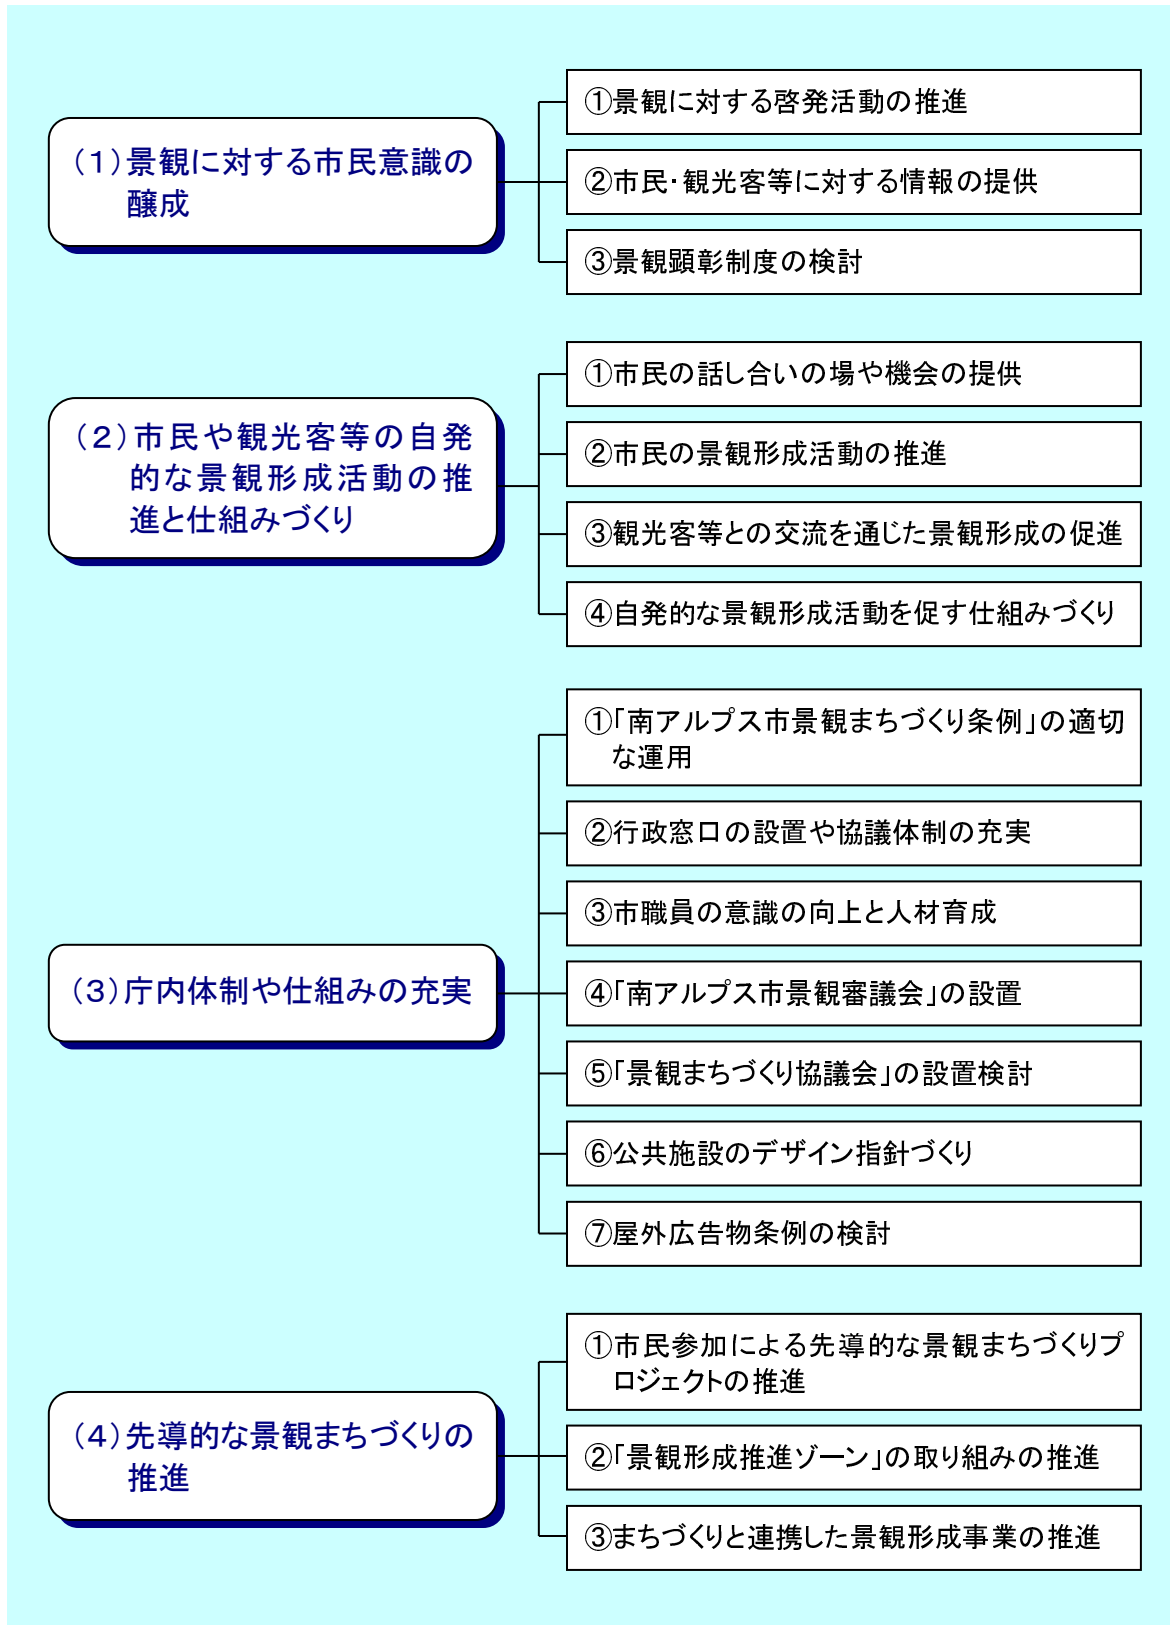 （１）景観に対する市民意識の
醸成
①景観に対する啓発活動の推進
②市民・観光客等に対する情報の提供
③景観顕彰制度の検討
（２）市民や観光客等の自発
的な景観形成活動の推
進と仕組みづくり
①市民の話し合いの場や機会の提供
②市民の景観形成活動の推進
③観光客等との交流を通じた景観形成の促進
④自発的な景観形成活動を促す仕組みづくり
（３）庁内体制や仕組みの充実
①「南アルプス市景観まちづくり条例」の適切
な運用
②行政窓口の設置や協議体制の充実
③市職員の意識の向上と人材育成
④「南アルプス市景観審議会」の設置
⑤「景観まちづくり協議会」の設置検討
⑥公共施設のデザイン指針づくり
⑦屋外広告物条例の検討
（４）先導的な景観まちづくりの
推進
①市民参加による先導的な景観まちづくりプ
ロジェクトの推進
②「景観形成推進ゾーン」の取り組みの推進
③まちづくりと連携した景観形成事業の推進